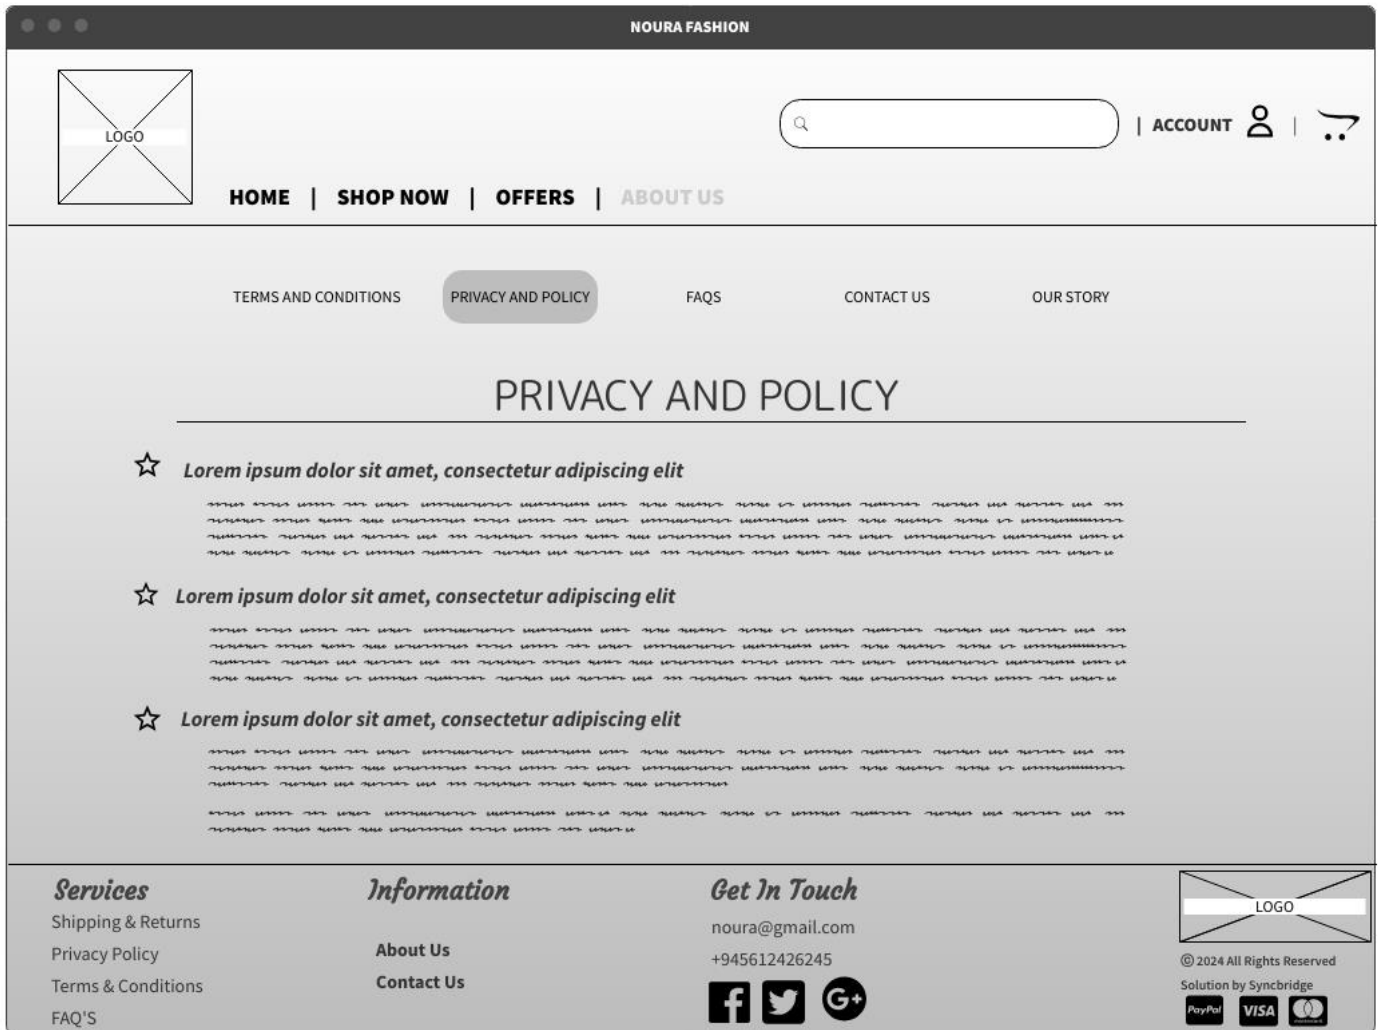 NOURA FASHION
LOGO
| ACCOUNT |
HOME | SHOP NOW | OFFERS | ABOUT US
TERMS AND CONDITIONS PRIVACY AND POLICY FAQS CONTACT US OUR STORY
PRIVACY AND POLICY
Lorem ipsum dolor sit amet, consectetur adipiscing elit
Lorem ipsum dolor sit amet, consectetur adipiscing elit
Lorem ipsum dolor sit amet, consectetur adipiscing elit
Services
Shipping & Returns
Privacy Policy
Terms & Conditions
FAQ'S
Information
About Us
Contact Us
Get In Touch
noura@gmail.com
+945612426245
f G+
LOGO
© 2024 All Rights Reserved
Solution by Syncbridge
PayPal VISA mastercard